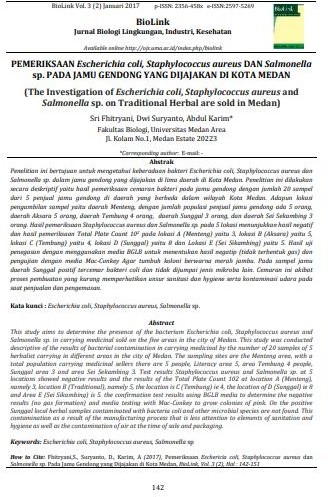 BioLink Vol. 3 (2) Januari 2017 p-ISSN: 2356-458x e-ISSN:2597-5269
BioLink
Jurnal Biologi Lingkungan, Industri, Kesehatan
Available online http://ojs.uma.ac.id/index.php/biolink
PEMERIKSAAN Escherichia coli, Staphylococcus aureus DAN Salmonella
sp. PADA JAMU GENDONG YANG DIJAJAKAN DI KOTA MEDAN
(The Investigation of Escherichia coli, Staphylococcus aureus and
Salmonella sp. on Traditional Herbal are sold in Medan)
Sri Fhitryani, Dwi Suryanto, Abdul Karim*
Fakultas Biologi, Universitas Medan Area
Jl. Kolam No.1, Medan Estate 20223
*Corresponding author: E-mail: -
Abstrak
Penelitian ini bertujuan untuk mengetahui keberadaan bakteri Escherichia coli, Staphylococcus aureus dan
Salmonella sp. dalam jamu gendong yang dijajakan di lima daerah di Kota Medan. Penelitian ini dilakukan
secara deskriptif yaitu hasil pemeriksaan cemaran bakteri pada jamu gendong dengan jumlah 20 sampel
dari 5 penjual jamu gendong di daerah yang berbeda dalam wilayah Kota Medan. Adapun lokasi
pengambilan sampel yaitu daerah Menteng, dengan jumlah populasi penjual jamu gendong ada 5 orang,
daerah Aksara 5 orang, daerah Tembung 4 orang, daerah Sunggal 3 orang, dan daerah Sei Sekambing 3
orang. Hasil pemeriksaan Staphylococcus aureus dan Salmonella sp. pada 5 lokasi menunjukkan hasil negatif
dan hasil pemeriksaan Total Plate Count 10² pada lokasi A (Menteng) yaitu 3, lokasi B (Aksara) yaitu 5,
lokasi C (Tembung) yaitu 4, lokasi D (Sunggal) yaitu 8 dan Lokasi E (Sei Sikambing) yaitu 5. Hasil uji
penegasan dengan menggunakan media BGLB untuk menentukan hasil negatif (tidak terbentuk gas) dan
pengujian dengan media Mac-Conkey Agar tumbuh koloni berwarna merah jambu. Pada sampel jamu
daerah Sunggal positif tercemar bakteri coli dan tidak dijumpai jenis mikroba lain. Cemaran ini akibat
proses pembuatan yang kurang memperhatikan unsur sanitasi dan hygiene serta kontaminasi udara pada
saat penjualan dan pengemasan.
Kata kunci : Escherichia coli, Staphylococcus aureus, Salmonella sp.
Abstract
This study aims to determine the presence of the bacterium Escherichia coli, Staphylococcus aureus and
Salmonella sp. in carrying medicinal sold on the five areas in the city of Medan. This study was conducted
descriptive of the results of bacterial contamination in carrying medicinal by the number of 20 samples of 5
herbalist carrying in different areas in the city of Medan. The sampling sites are the Menteng area, with a
total population carrying medicinal sellers there are 5 people, Literacy area 5, area Tembung 4 people,
Sunggal area 3 and area Sei Sekambing 3. Test results Staphylococcus aureus and Salmonella sp. at 5
locations showed negative results and the results of the Total Plate Count 102 at location A (Menteng),
namely 3, location B (Traditional), namely 5, the location is C (Tembung) ie 4, the location of D (Sunggal) is 8
and Area E (Sei Sikambing) is 5. the confirmation test results using BGLB media to determine the negative
results (no gas formation) and media testing with Mac-Conkey to grow colonies of pink. On the positive
Sunggal local herbal samples contaminated with bacteria coli and other microbial species are not found. This
contamination as a result of the manufacturing process that is less attention to elements of sanitation and
hygiene as well as the contamination of air at the time of sale and packaging.
Keywords: Escherichia coli, Staphylococcus aureus, Salmonella sp
How to Cite: Fhitryani,S., Suryanto, D., Karim, A (2017), Pemeriksaan Eschericia coli, Staphylococcus aureus dan
Salmonella sp. Pada Jamu Gendong Yang Dijajakan di Kota Medan, BioLink, Vol. 3 (2), Hal : 142-151
142